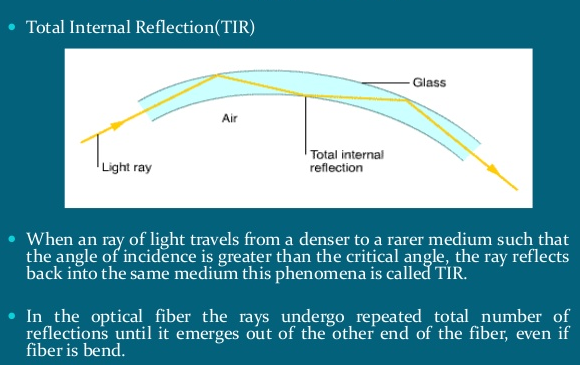 Total Internal Reflection(TIR)
Glass
Air
Total internal
reflection
Light ray
When an ray of light travels from a denser to a rarer medium such that
the angle of incidence is greater than the critical angle, the ray reflects
back into the same medium this phenomena is called TIR.
In the optical fiber the rays undergo repeated total number of
reflections until it emerges out of the other end of the fiber, even if
fiber is bend.